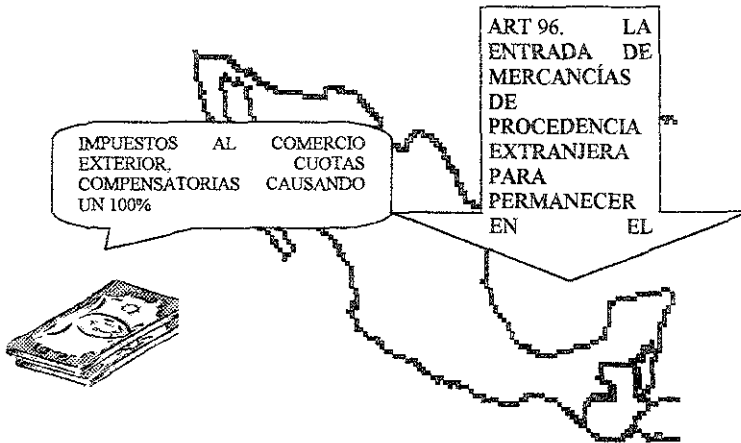 ART 96. LA
ENTRADA DE
MERCANCÍAS
DE
PROCEDENCIA
EXTRANJERA
PARA
PERMANECER
EN EL
IMPUESTOS AL COMERCIO
EXTERIOR, CUOTAS
COMPENSATORIAS CAUSANDO
UN 100%